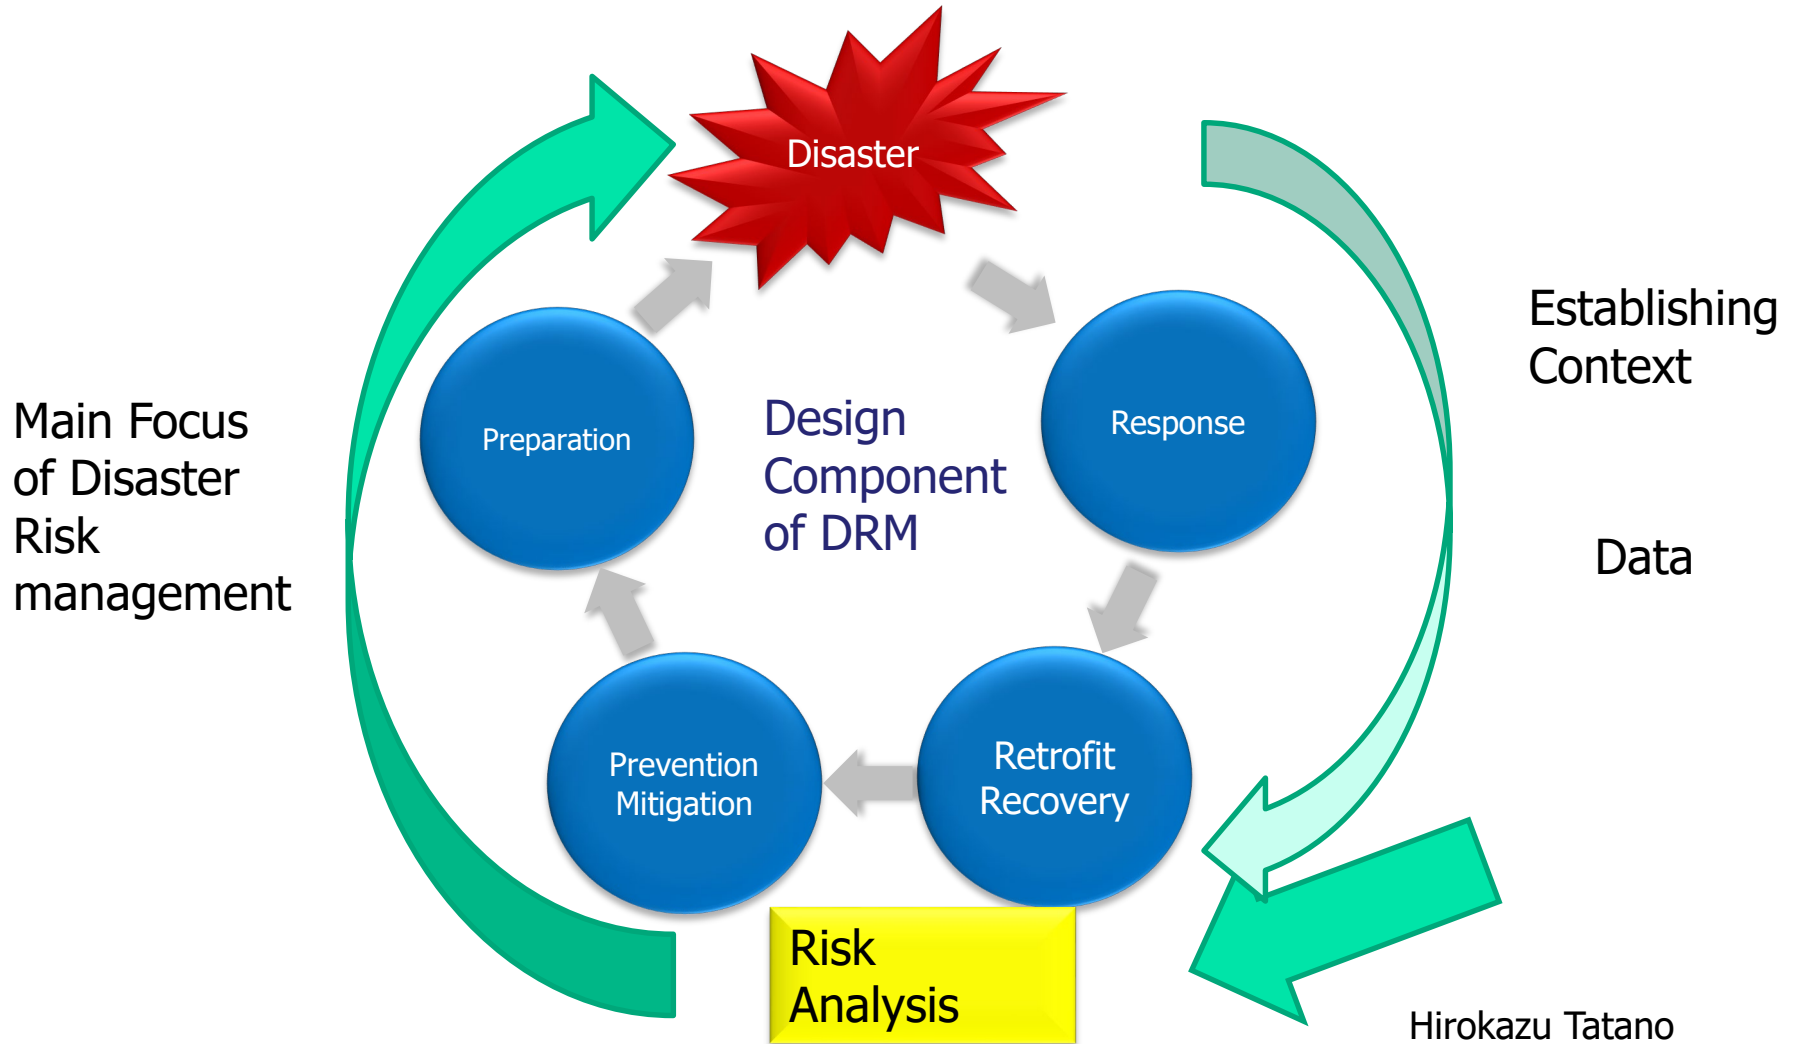 Disaster
Establishing
Context
Main Focus
of Disaster
Risk
management
Preparation
Design
Component
of DRM
Response
Data
Prevention
Mitigation
Retrofit
Recovery
Risk
Analysis
Hirokazu Tatano